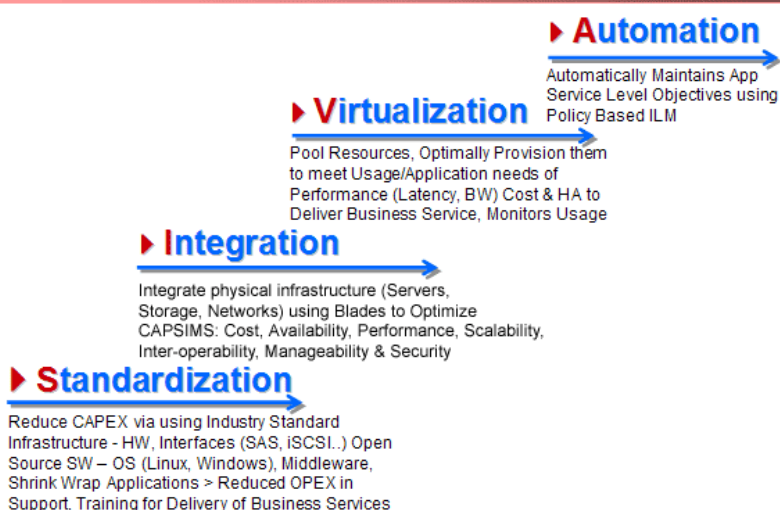 Automation
Automatically Maintains App
Service Level Objectives using
Policy Based ILM
Virtualization
Pool Resources, Optimally Provision them
to meet Usage/Application needs of
Performance (Latency, BW) Cost & HA to
Deliver Business Service, Monitors Usage
Integration
Integrate physical infrastructure (Servers,
Storage, Networks) using Blades to Optimize
CAPSIMS: Cost, Availability, Performance, Scalability,
Inter-operability, Manageability & Security
Standardization
Reduce CAPEX via using Industry Standard
Infrastructure - HW, Interfaces (SAS, iSCSI..) Open
Source SW – OS (Linux, Windows), Middleware,
Shrink Wrap Applications > Reduced OPEX in
Support, Training for Delivery of Business Services